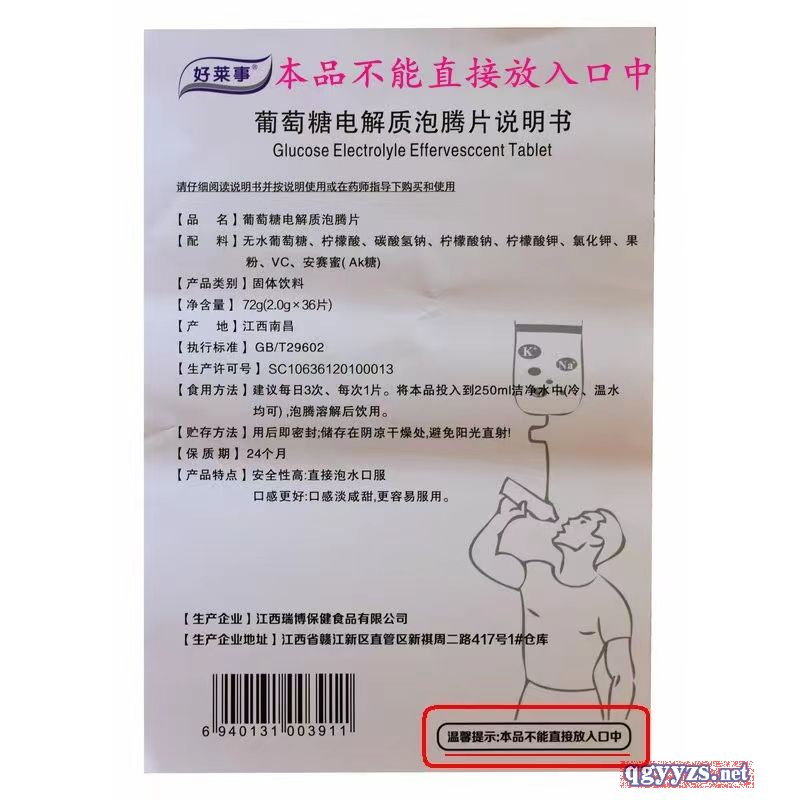 好莱事®
本品不能直接放入口中
葡萄糖电解质泡腾片说明书
Glucose Electrolyle Effervesccent Tablet
请仔细阅读说明书并按说明使用或在药师指导下购买和使用
【品 名】葡萄糖电解质泡腾片
【配 料】无水葡萄糖、柠檬酸、碳酸氢钠、柠檬酸钠、柠檬酸钾、氯化钾、果
粉、VC、安赛蜜(Ak糖)
【产品类别】固体饮料
【净含量】72g(2.0g×36片)
【产 地】江西南昌
【执行标准】GB/T29602
【生产许可号】SC10636120100013
【食用方法】建议每日3次、每次1片。将本品投入到250ml洁净水中(冷、温水
均可),泡腾溶解后饮用。
【贮存方法】用后即密封;储存在阴凉干燥处,避免阳光直射!
【保质期】24个月
【产品特点】安全性高:直接泡水口服
口感更好:口感淡咸甜,更容易服用。
K+
Na+
【生产企业】江西瑞博保健食品有限公司
【生产企业地址】江西省赣江新区直管区新祺周二路417号1#仓库
6 940131 003911
温馨提示:本品不能直接放入口中
qgyyzs.net